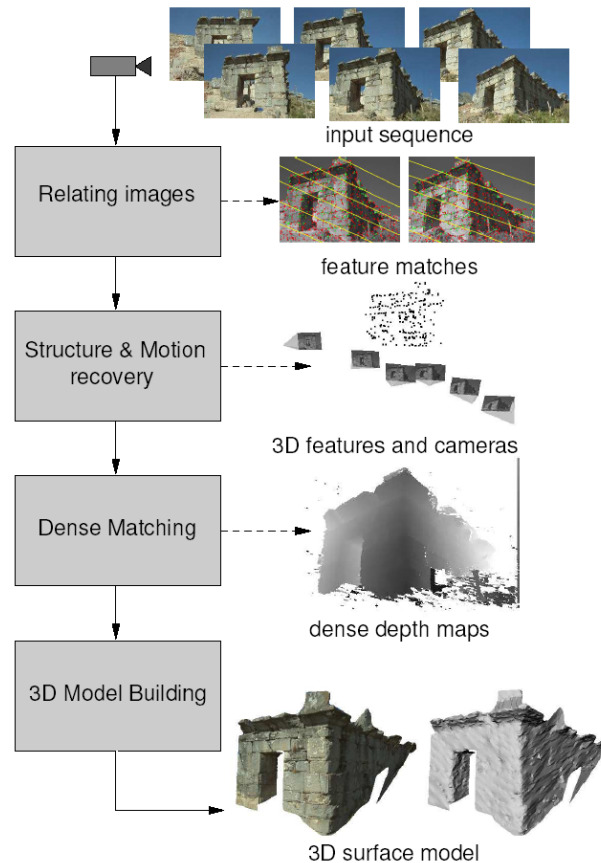 input sequence
Relating images
feature matches
Structure & Motion
recovery
3D features and cameras
Dense Matching
dense depth maps
3D Model Building
3D surface model